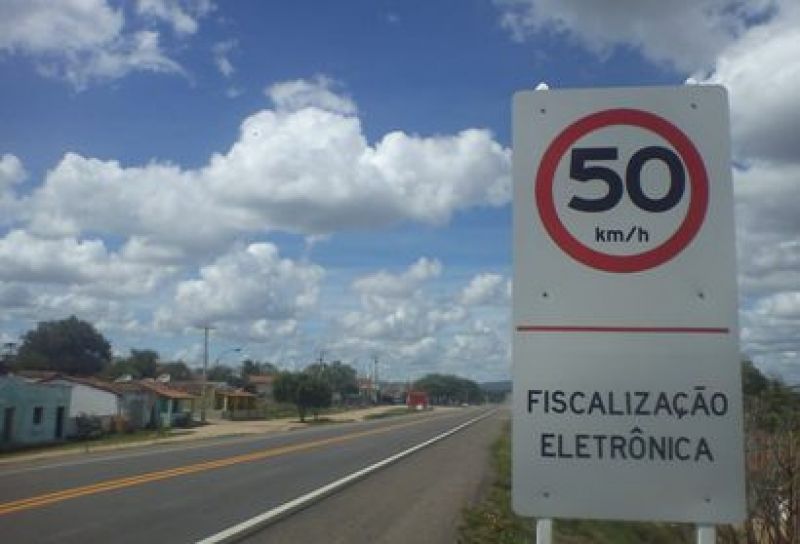 50
km/h
FISCALIZAÇÃO
ELETRÔNICA